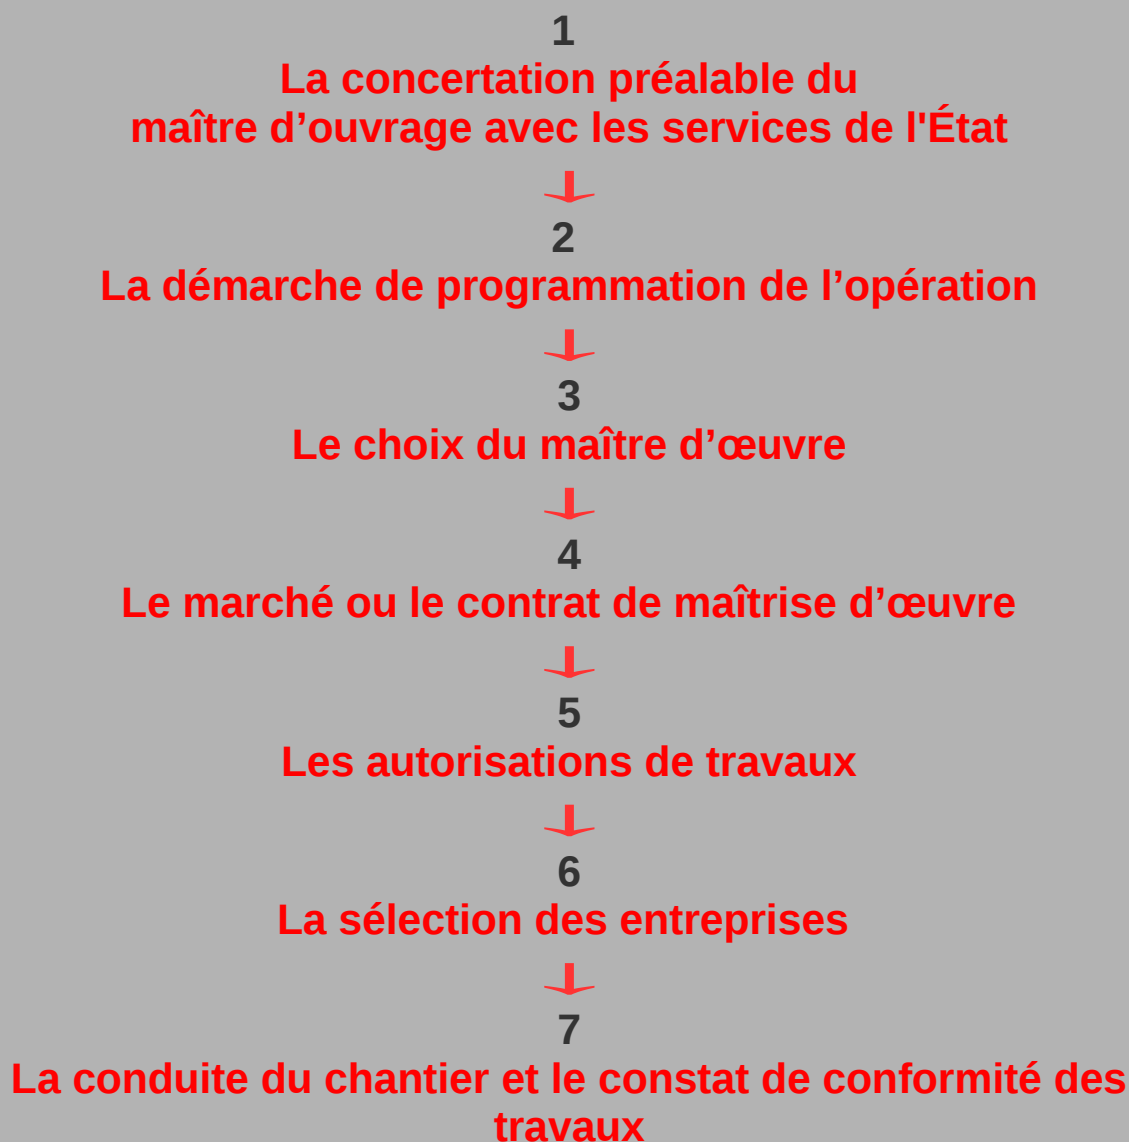 1
La concertation préalable du
maître d’ouvrage avec les services de l'État
2
La démarche de programmation de l’opération
3
Le choix du maître d’œuvre
4
Le marché ou le contrat de maîtrise d’œuvre
5
Les autorisations de travaux
6
La sélection des entreprises
7
La conduite du chantier et le constat de conformité des
travaux